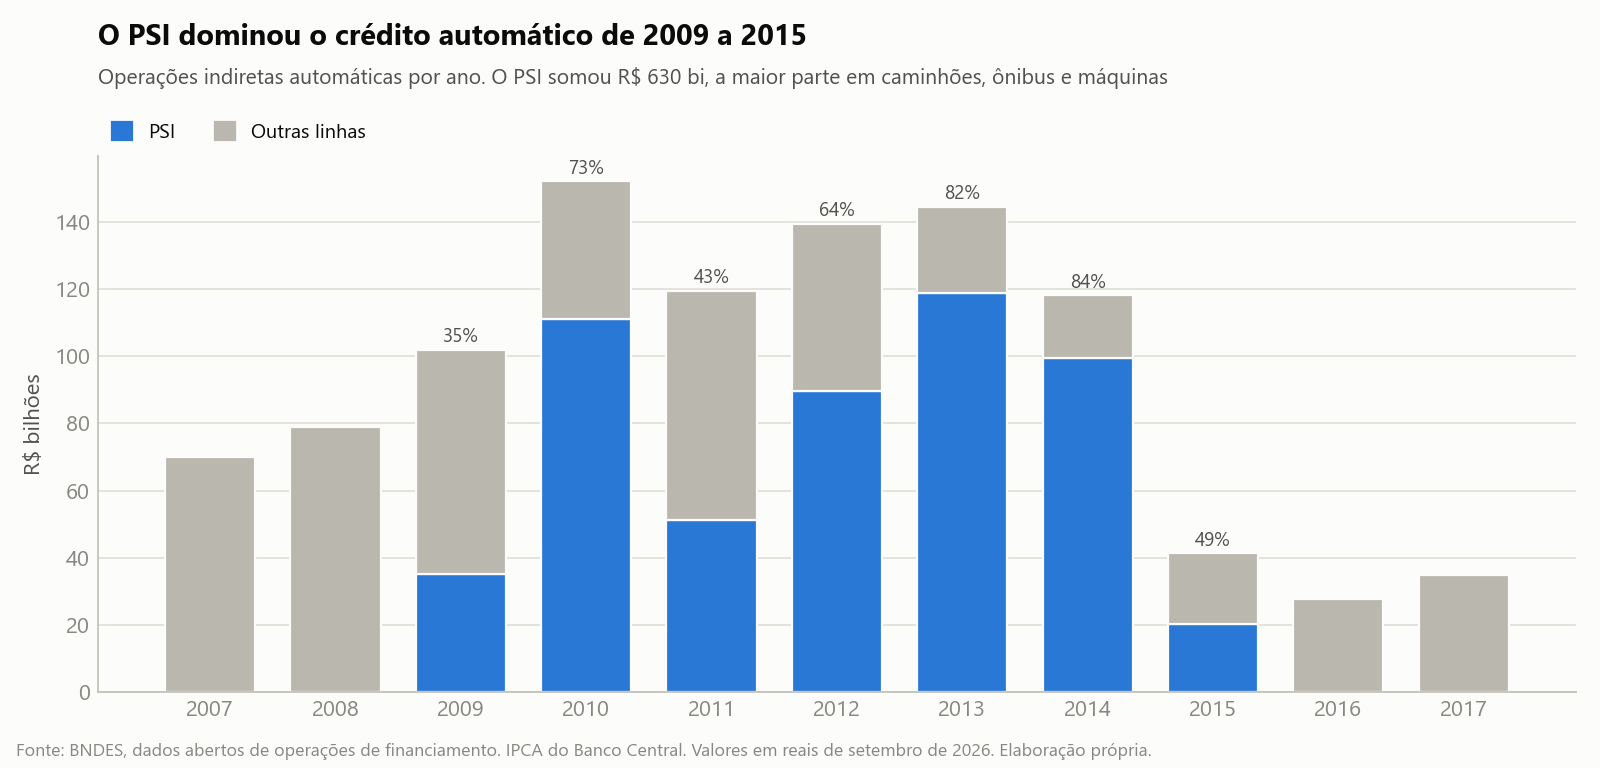 O PSI dominou o crédito automático de 2009 a 2015
Operações indiretas automáticas por ano. O PSI somou R$ 630 bi, a maior parte em caminhões, ônibus e máquinas
PSI Outras linhas
R$ bilhões
140
120
100
80
60
40
20
0
35%
73%
43%
64%
82%
84%
49%
2007 2008 2009 2010 2011 2012 2013 2014 2015 2016 2017
Fonte: BNDES, dados abertos de operações de financiamento. IPCA do Banco Central. Valores em reais de setembro de 2026. Elaboração própria.